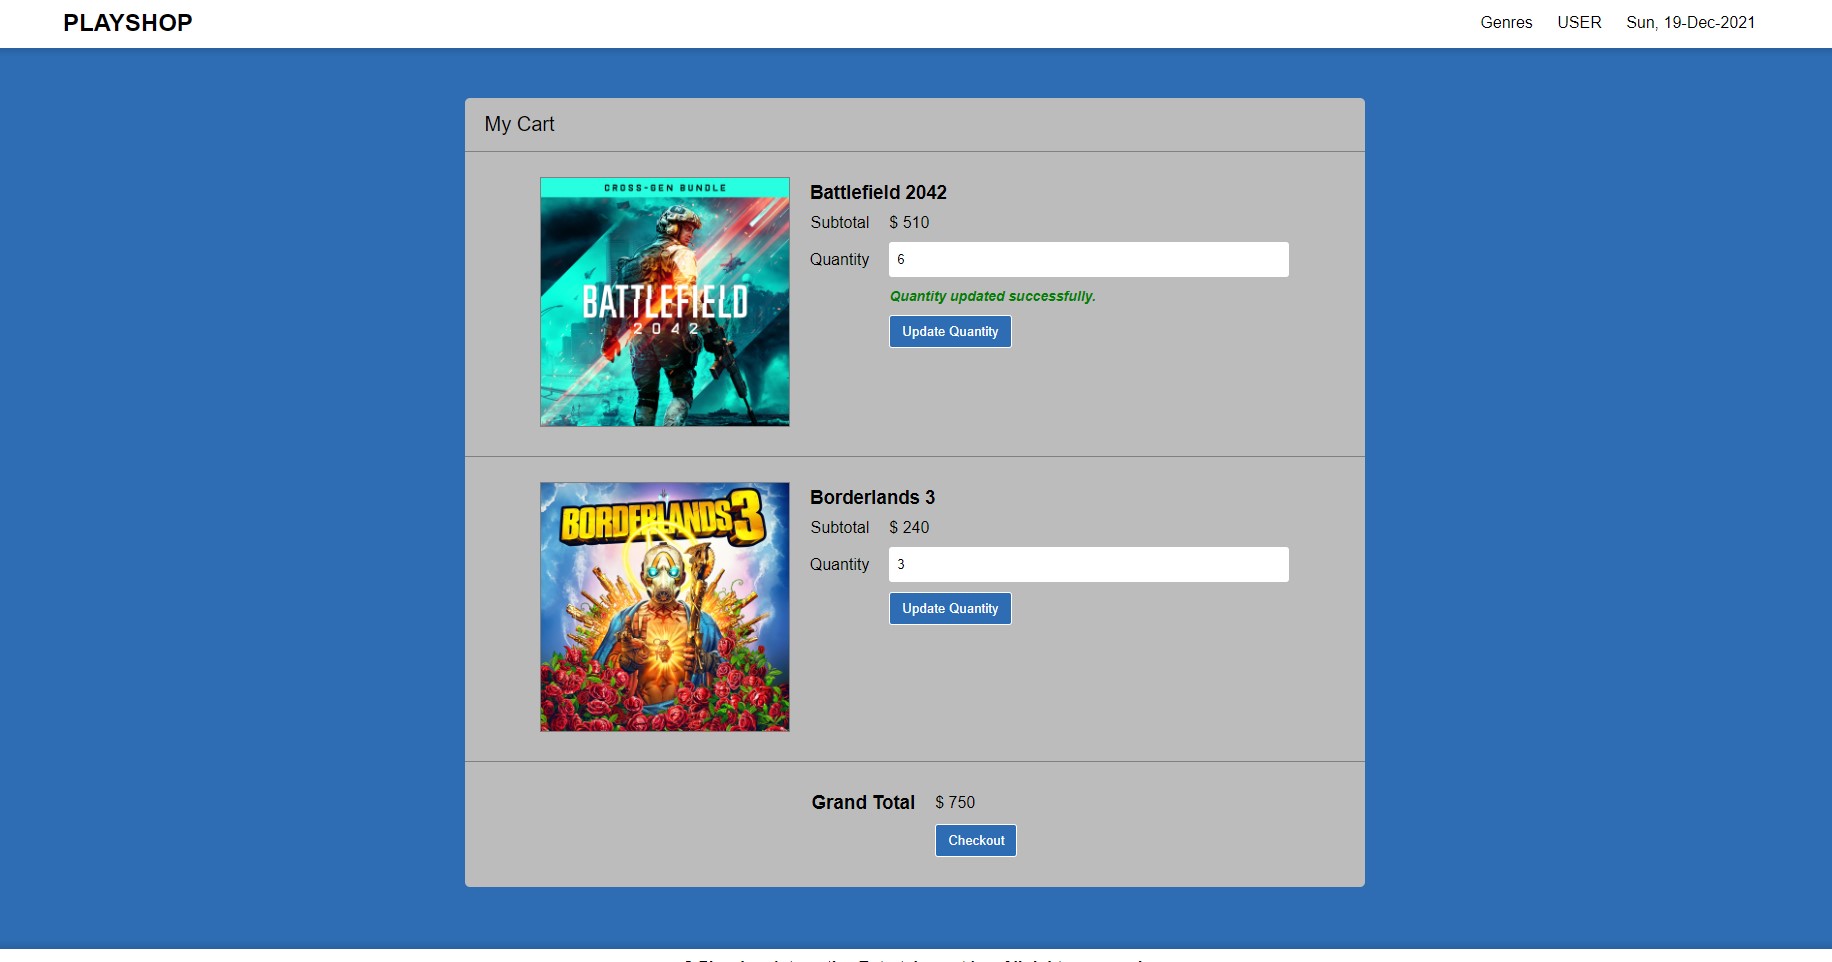 PLAYSHOP
Genres USER Sun, 19-Dec-2021
My Cart
CROSS-GEN BUNDLE
BATTLEFIELD
2042
Battlefield 2042
Subtotal $ 510
Quantity 6
Quantity updated successfully.
Update Quantity
BORDERLANDS 3
Borderlands 3
Subtotal $ 240
Quantity 3
Update Quantity
Grand Total $ 750
Checkout